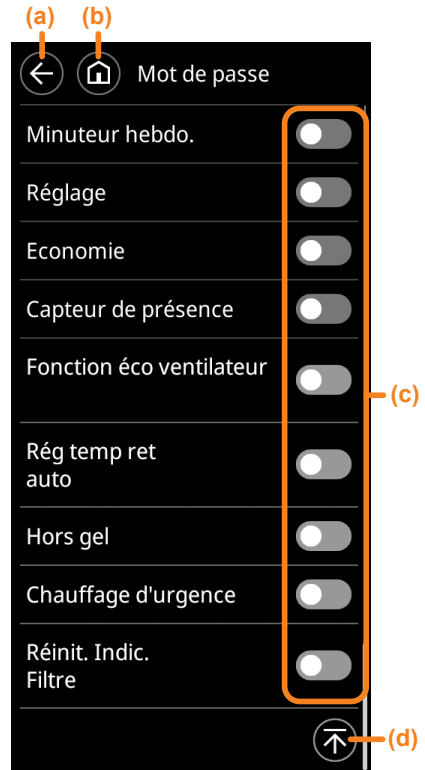 (a) (b)
Mot de passe
Minuteur hebdo.
Réglage
Economie
Capteur de présence
Fonction éco ventilateur
(c)
Rég temp ret
auto
Hors gel
Chauffage d'urgence
Réinit. Indic.
Filtre
(d)